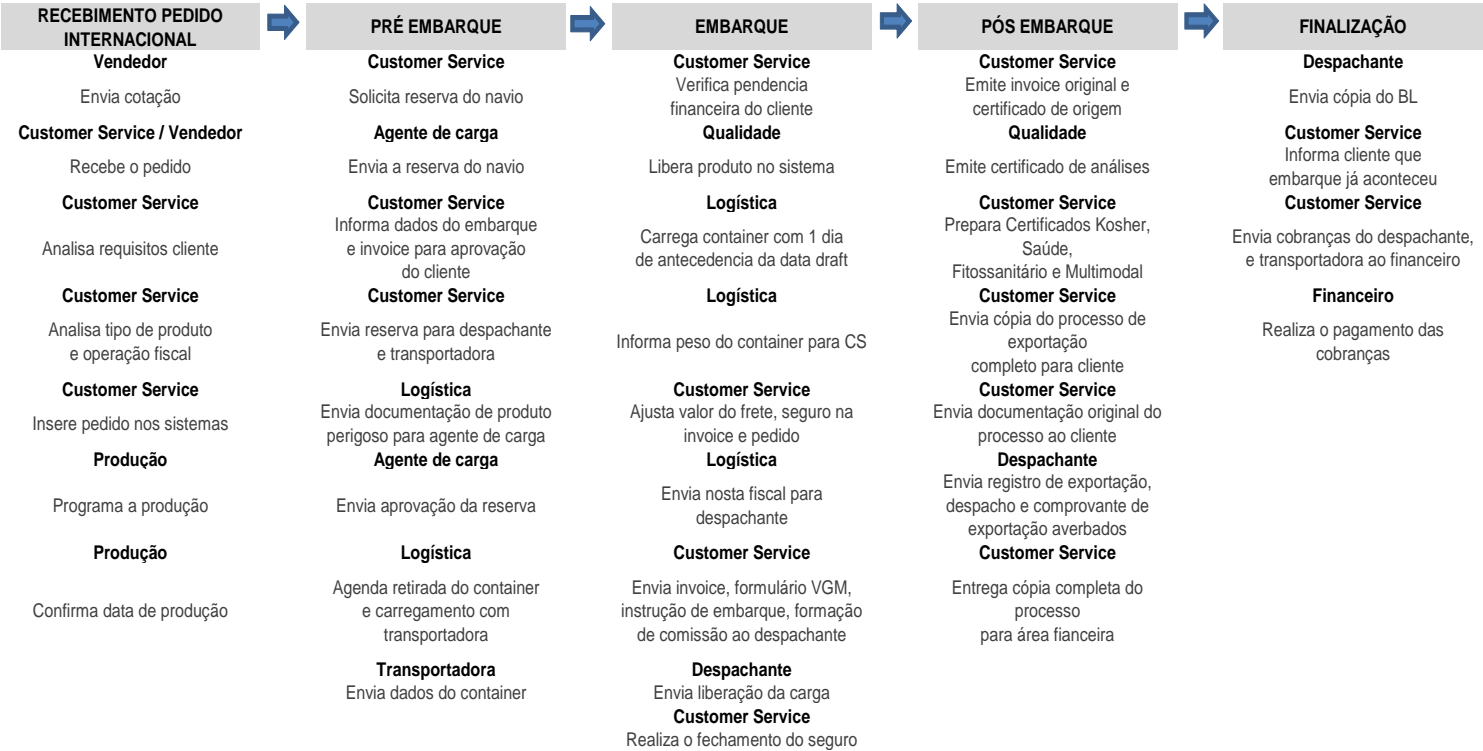 RECEBIMENTO PEDIDO
INTERNACIONAL
Vendedor
Envia cotação
Customer Service / Vendedor
Recebe o pedido
Customer Service
Analisa requisitos cliente
Customer Service
Analisa tipo de produto
e operação fiscal
Customer Service
Insere pedido nos sistemas
Produção
Programa a produção
Produção
Confirma data de produção
PRÉ EMBARQUE
Customer Service
Solicita reserva do navio
Agente de carga
Envia a reserva do navio
Customer Service
Informa dados do embarque
e invoice para aprovação
do cliente
Customer Service
Envia reserva para despachante
e transportadora
Logística
Envia documentação de produto
perigoso para agente de carga
Agente de carga
Envia aprovação da reserva
Logística
Agenda retirada do container
e carregamento com
transportadora
Transportadora
Envia dados do container
EMBARQUE
Customer Service
Verifica pendencia
financeira do cliente
Qualidade
Libera produto no sistema
Logística
Carrega container com 1 dia
de antecedencia da data draft
Logística
Informa peso do container para CS
Customer Service
Ajusta valor do frete, seguro na
invoice e pedido
Logística
Envia nosta fiscal para
despachante
Customer Service
Envia invoice, formulário VGM,
instrução de embarque, formação
de comissão ao despachante
Despachante
Envia liberação da carga
Customer Service
Realiza o fechamento do seguro
PÓS EMBARQUE
Customer Service
Emite invoice original e
certificado de origem
Qualidade
Emite certificado de análises
Customer Service
Prepara Certificados Kosher,
Saúde,
Fitossanitário e Multimodal
Customer Service
Envia cópia do processo de
exportação
completo para cliente
Customer Service
Envia documentação original do
processo ao cliente
Despachante
Envia registro de exportação,
despacho e comprovante de
exportação averbados
Customer Service
Entrega cópia completa do
processo
para área fianceira
FINALIZAÇÃO
Despachante
Envia cópia do BL
Customer Service
Informa cliente que
embarque já aconteceu
Customer Service
Envia cobranças do despachante,
e transportadora ao financeiro
Financeiro
Realiza o pagamento das
cobranças